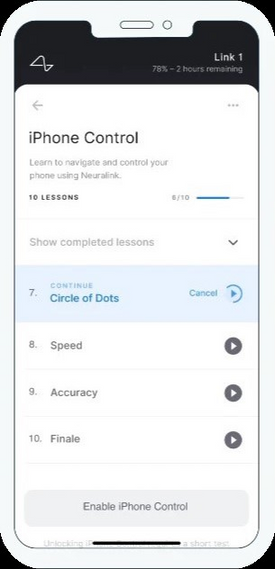 Link 1
78% – 2 hours remaining
iPhone Control
Learn to navigate and control your
phone using Neuralink.
10 LESSONS 6/10
Show completed lessons
CONTINUE
7. Circle of Dots Cancel
8. Speed
9. Accuracy
10. Finale
Enable iPhone Control
a short test